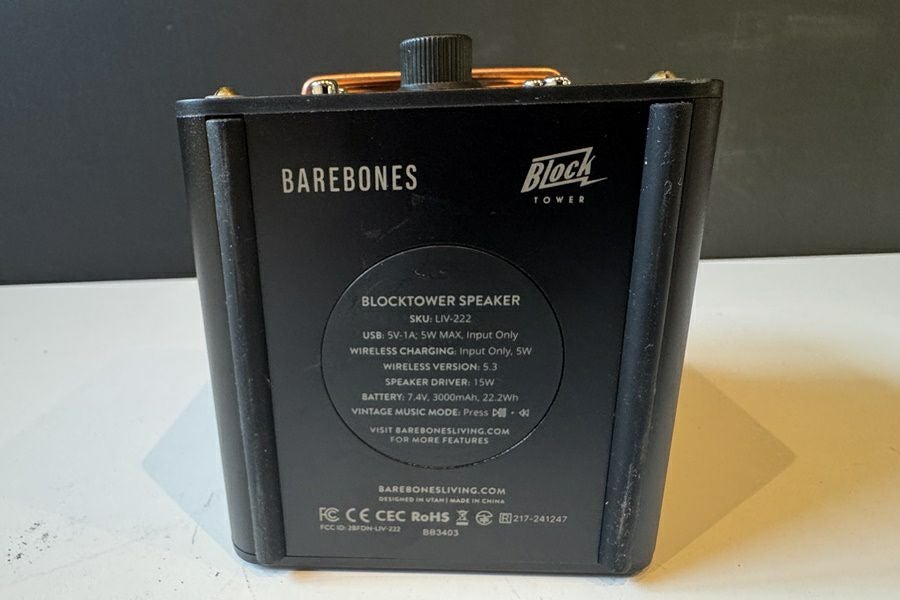 BAREBONES
Block
TOWER
BLOCKTOWER SPEAKER
SKU: LIV-222
USB: 5V-1A; 5W MAX, Input Only
WIRELESS CHARGING: Input Only, 5W
WIRELESS VERSION: 5.3
SPEAKER DRIVER: 15W
BATTERY: 7.4V, 3000mAh, 22.2Wh
VINTAGE MUSIC MODE: Press
VISIT BAREBONESLIVING.COM
FOR MORE FEATURES
BAREBONESLIVING.COM
DESIGNED IN UTAH | MADE IN CHINA
FC CE CEC RoHS R 217-241247
FCC ID: 2BFDN-LIV-222
BB3403